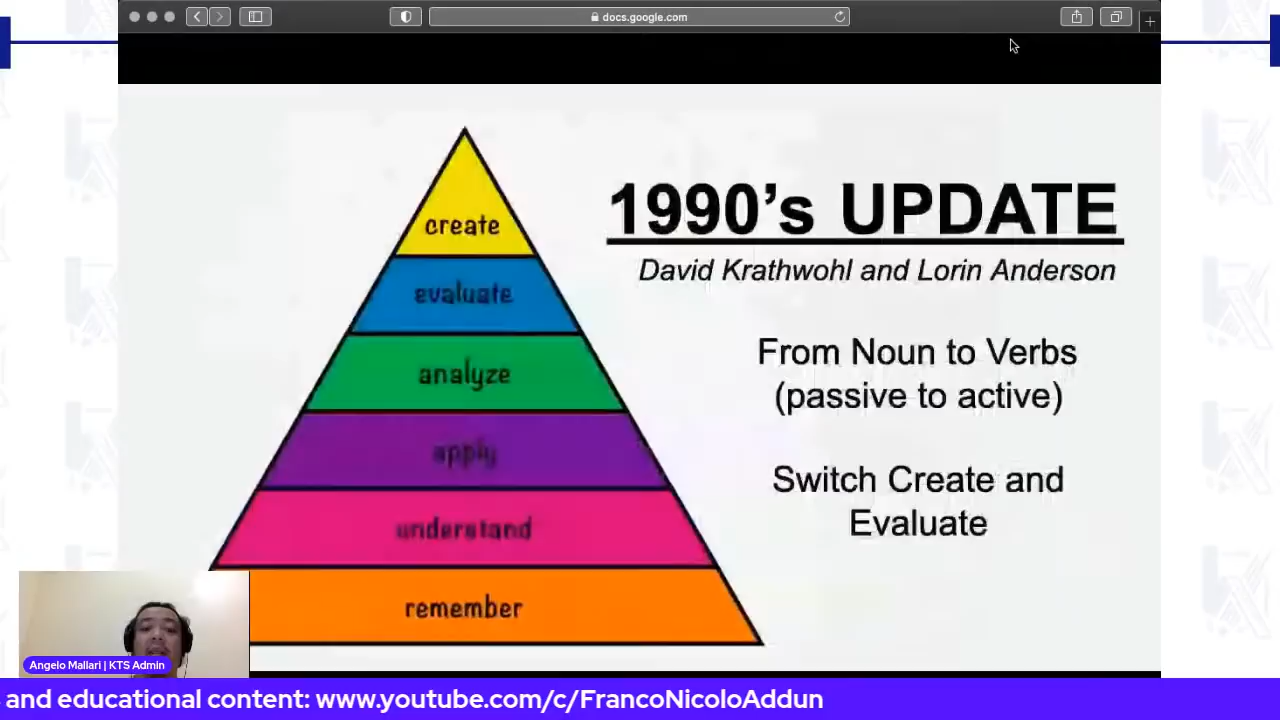 docs.google.com
create
evaluate
analyze
apply
understand
remember
1990's UPDATE
David Krathwohl and Lorin Anderson
From Noun to Verbs
(passive to active)
Switch Create and
Evaluate
Angelo Mallari | KTS Admin
and educational content: www.youtube.com/c/FrancoNicoloAddun